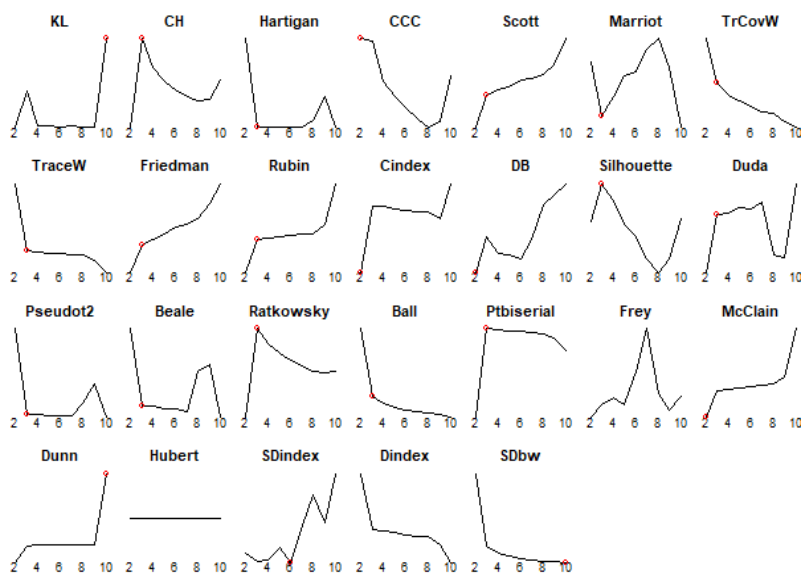 KL CH Hartigan CCC Scott Marriot TrCovW
2 4 6 8 10 2 4 6 8 10 2 4 6 8 10 2 4 6 8 10 2 4 6 8 10 2 4 6 8 10 2 4 6 8 10
TraceW Friedman Rubin Cindex DB Silhouette Duda
2 4 6 8 10 2 4 6 8 10 2 4 6 8 10 2 4 6 8 10 2 4 6 8 10 2 4 6 8 10 2 4 6 8 10
Pseudot2 Beale Ratkowsky Ball Ptbiserial Frey McClain
2 4 6 8 10 2 4 6 8 10 2 4 6 8 10 2 4 6 8 10 2 4 6 8 10 2 4 6 8 10 2 4 6 8 10
Dunn Hubert SDindex Dindex SDbw
2 4 6 8 10 2 4 6 8 10 2 4 6 8 10 2 4 6 8 10 2 4 6 8 10